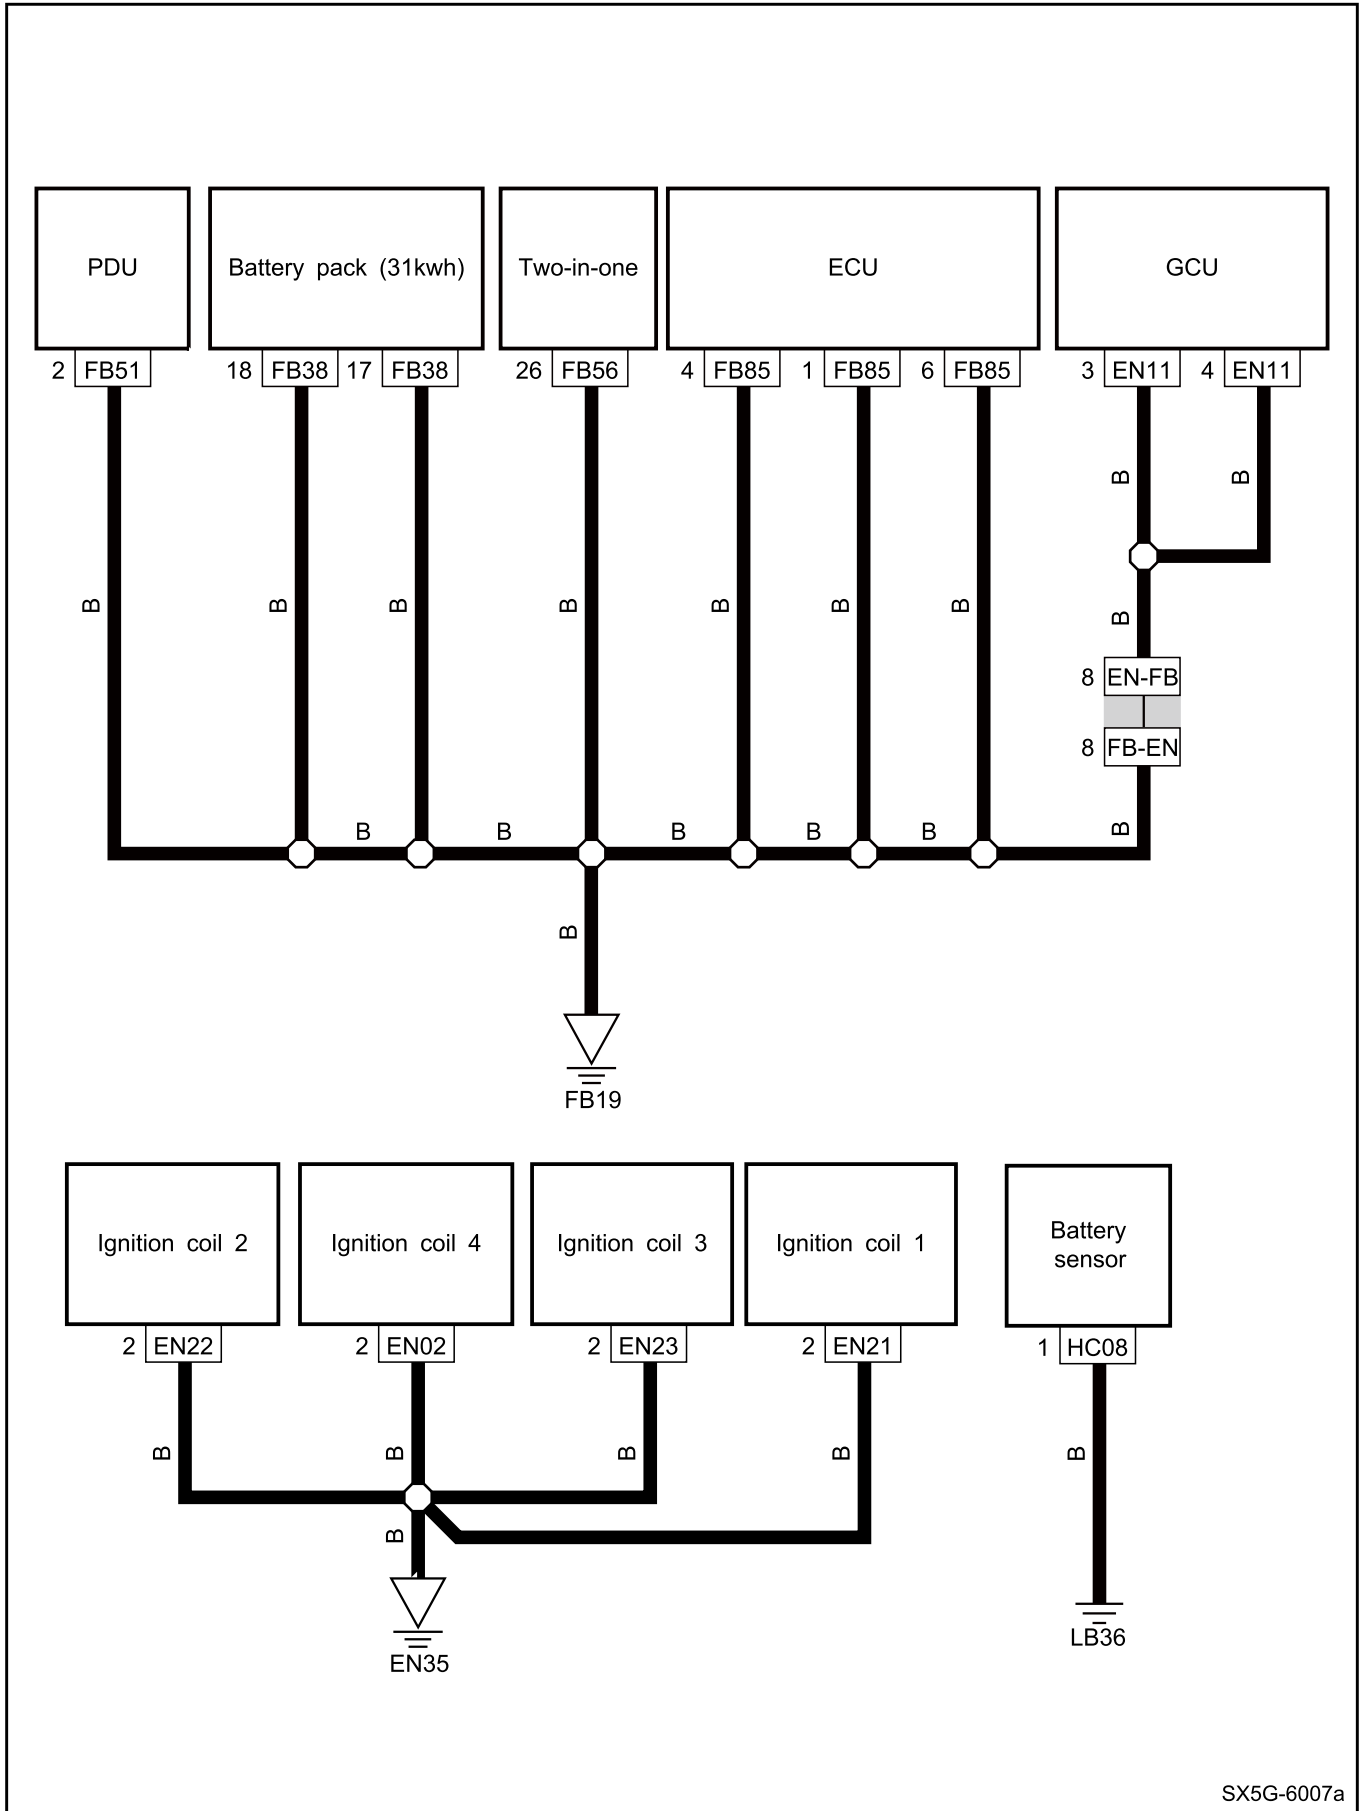 PDU
Battery pack (31kwh)
Two-in-one
ECU
GCU
2 FB51
18 FB38 17 FB38
26 FB56
4 FB85 1 FB85 6 FB85
3 EN11 4 EN11
B B
B B B B B B B B
8 EN-FB
8 FB-EN
B B B B B B
B
FB19
Ignition coil 2
Ignition coil 4
Ignition coil 3
Ignition coil 1
Battery
sensor
2 EN22
2 EN02
2 EN23
2 EN21
1 HC08
B B B B B
B
EN35
LB36
SX5G-6007a